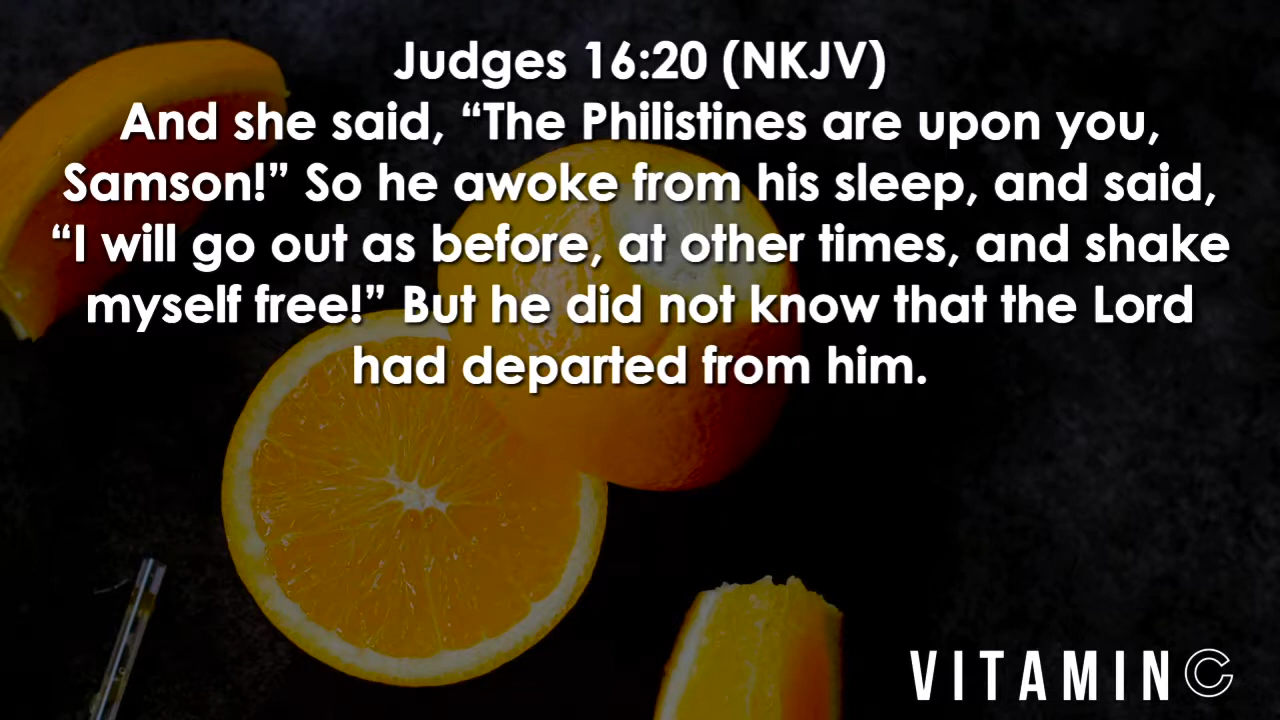 Judges 16:20 (NKJV)
And she said, “The Philistines are upon you,
Samson!” So he awoke from his sleep, and said,
“I will go out as before, at other times, and shake
myself free!” But he did not know that the Lord
had departed from him.
VITAMIN C